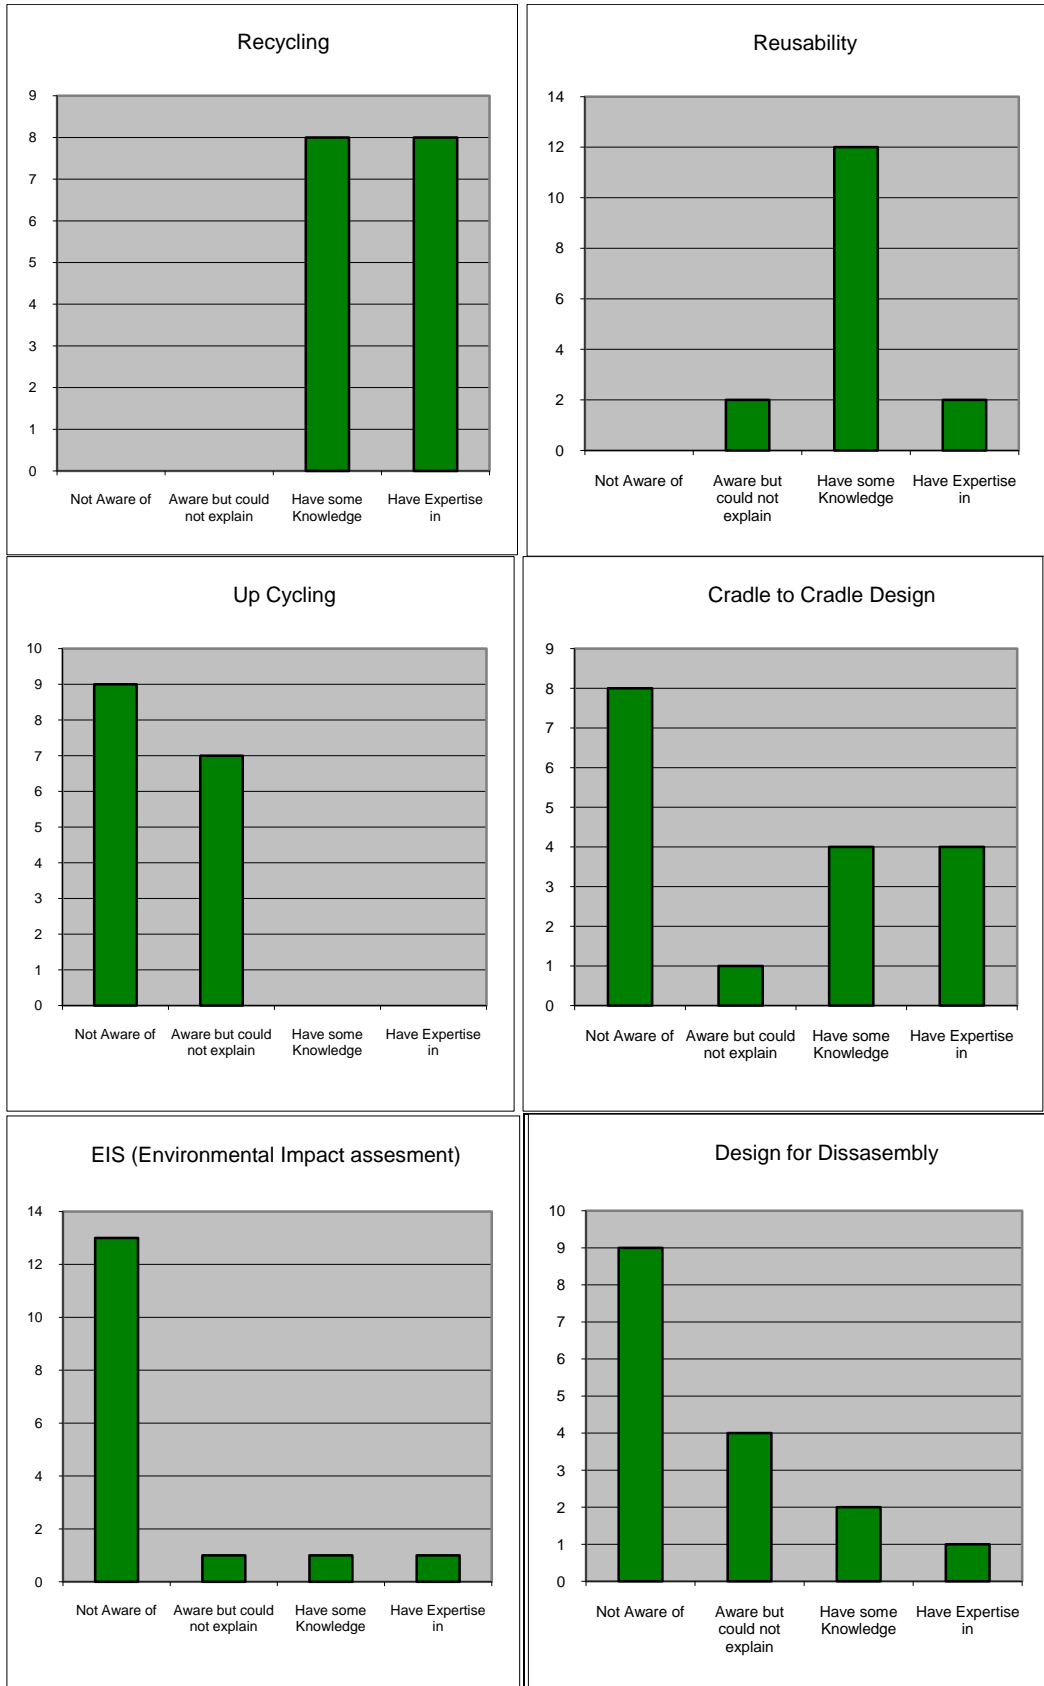 Recycling
9
8
7
6
5
4
3
2
1
0
Not Aware of
Aware but could
not explain
Have some
Knowledge
Have Expertise
in
Reusability
14
12
10
8
6
4
2
0
Not Aware of
Aware but
could not
explain
Have some
Knowledge
Have Expertise
in
Up Cycling
10
9
8
7
6
5
4
3
2
1
0
Not Aware of
Aware but could
not explain
Have some
Knowledge
Have Expertise
in
Cradle to Cradle Design
9
8
7
6
5
4
3
2
1
0
Not Aware of
Aware but could
not explain
Have some
Knowledge
Have Expertise
in
EIS (Environmental Impact assesment)
14
12
10
8
6
4
2
0
Not Aware of
Aware but could
not explain
Have some
Knowledge
Have Expertise
in
Design for Dissasembly
10
9
8
7
6
5
4
3
2
1
0
Not Aware of
Aware but
could not
explain
Have some
Knowledge
Have Expertise
in